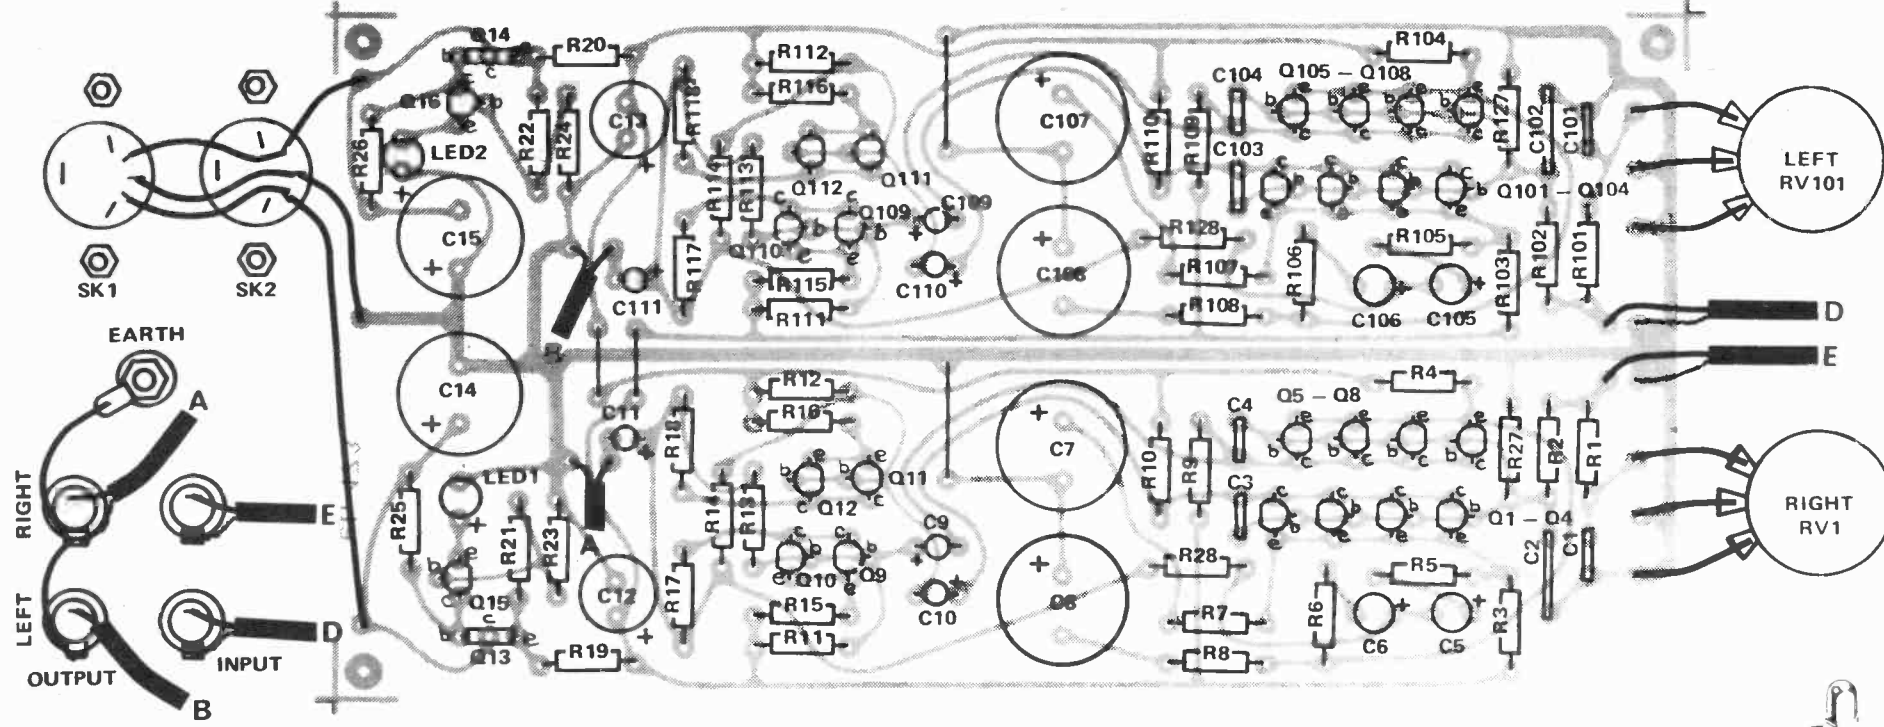 Q14
R20
R112
R104
R116
C104
Q105 – Q108
Q16
R118
C13
R22
R24
C107
R110
R109
R127
C102
C101
LED2
R26
C103
LEFT
RV101
Q112
Q111
R114
R113
Q101 – Q104
C109
Q109
Q110
C15
R128
R105
R102
R101
SK1
SK2
R117
C110
R107
R106
R103
C111
R115
R111
R108
C106
C105
D
E
EARTH
A
B
R12
R4
C14
C11
R16
Q5 – Q8
C4
R18
C7
R10
R9
R27
R2
R1
RIGHT
LED1
Q11
Q12
C3
RIGHT
RV1
E
R25
R21
R23
A
R13
C9
Q1 – Q4
C2
C1
Q10
Q9
R28
R5
C12
R17
C10
R6
R3
Q15
LEFT
D
R15
R7
C6
C5
Q13
R19
R11
R8
OUTPUT
INPUT
B